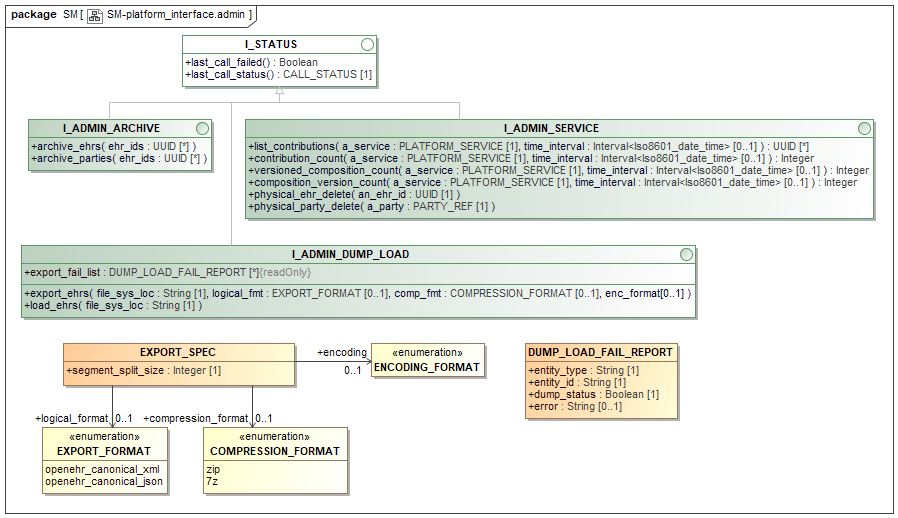 package SM [ SM-platform_interface.admin ]
I_STATUS
+last_call_failed() : Boolean
+last_call_status() : CALL_STATUS [1]
I_ADMIN_ARCHIVE
+archive_ehrs( ehr_ids : UUID [*] )
+archive_parties( ehr_ids : UUID [*] )
I_ADMIN_SERVICE
+list_contributions( a_service : PLATFORM_SERVICE [1], time_interval : Interval<Iso8601_date_time> [0..1] ) : UUID [*]
+contribution_count( a_service : PLATFORM_SERVICE [1], time_interval : Interval<Iso8601_date_time> [0..1] ) : Integer
+versioned_composition_count( a_service : PLATFORM_SERVICE [1], time_interval : Interval<Iso8601_date_time> [0..1] ) : Integer
+composition_version_count( a_service : PLATFORM_SERVICE [1], time_interval : Interval<Iso8601_date_time> [0..1] ) : Integer
+physical_ehr_delete( an_ehr_id : UUID [1] )
+physical_party_delete( a_party : PARTY_REF [1] )
I_ADMIN_DUMP_LOAD
+export_fail_list : DUMP_LOAD_FAIL_REPORT [*]{readOnly}
+export_ehrs( file_sys_loc : String [1], logical_fmt : EXPORT_FORMAT [0..1], comp_fmt : COMPRESSION_FORMAT [0..1], enc_format[0..1] )
+load_ehrs( file_sys_loc : String [1] )
EXPORT_SPEC
+segment_split_size : Integer [1]
+encoding
0..1
«enumeration»
ENCODING_FORMAT
DUMP_LOAD_FAIL_REPORT
+entity_type : String [1]
+entity_id : String [1]
+dump_status : Boolean [1]
+error : String [0..1]
+logical_format 0..1
+compression_format 0..1
«enumeration»
EXPORT_FORMAT
openehr_canonical_xml
openehr_canonical_json
«enumeration»
COMPRESSION_FORMAT
zip
7z